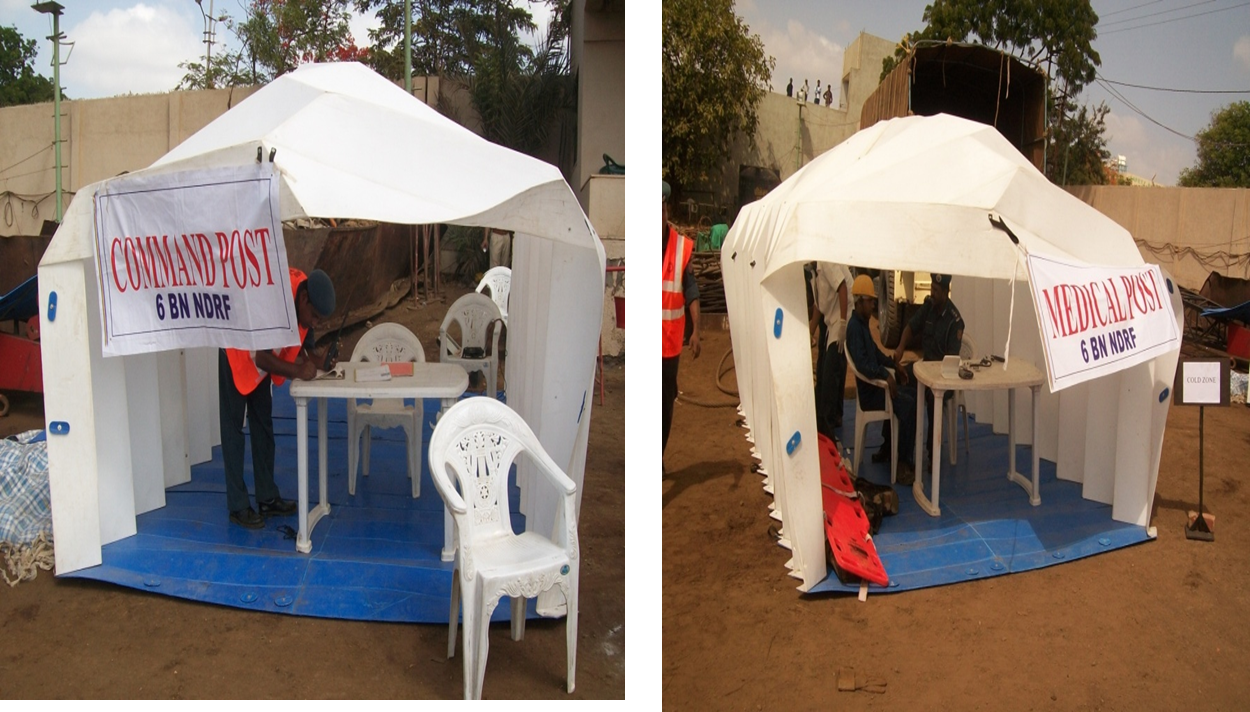 COMMAND POST
6 BN NDRF
MEDICAL POST
6 BN NDRF
COLD ZONE